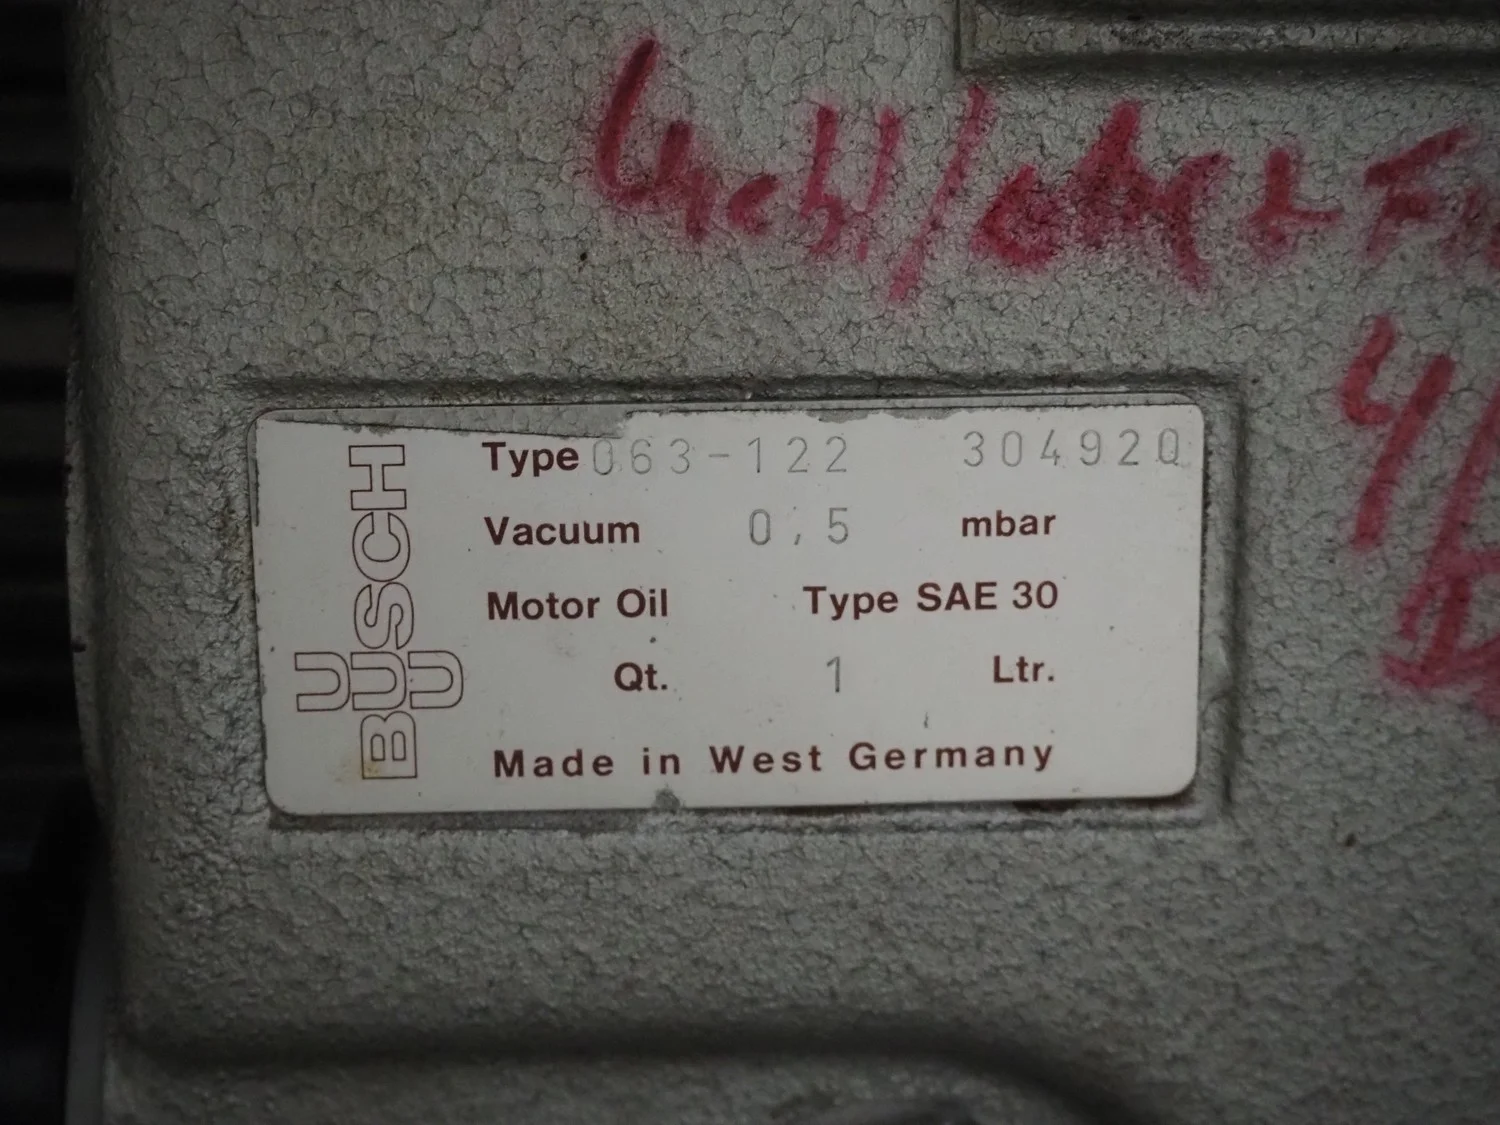 BUSCH
U U
Type 063-122 304920
Vacuum 0,5 mbar
Motor Oil Type SAE 30
Qt. 1 Ltr.
Made in West Germany